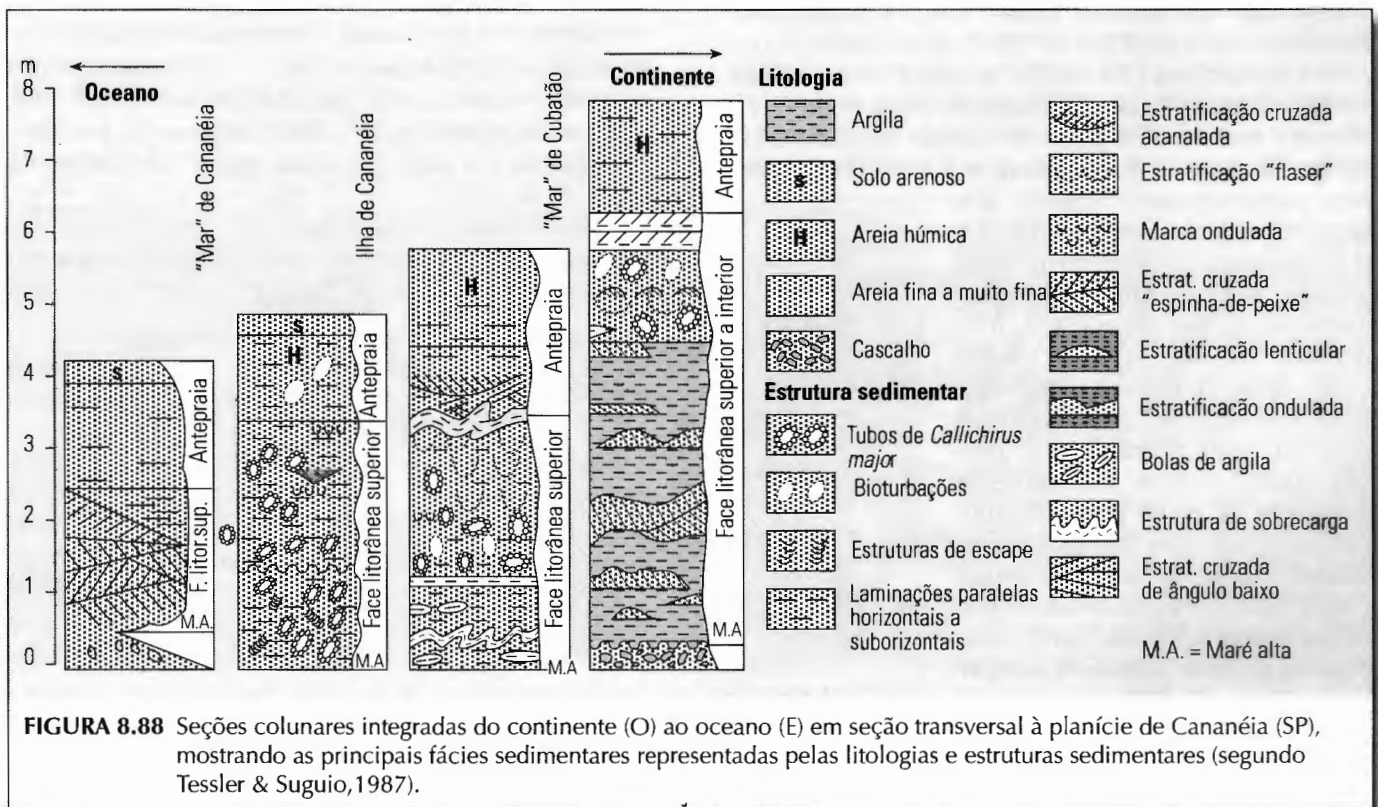 m
8
7
6
5
4
3
2
1
0
Oceano
"Mar" de Cananéia
Ilha de Cananéia
"Mar" de Cubatão
Continente
S
Antepraia
F. litor.sup.
M.A.
S
H
Antepraia
Face litorânea superior
M.A
H
Antepraia
Face litorânea superior
M.A
H
Antepraia
Face litorânea superior a inferior
M.A
Litologia
Argila
S
Solo arenoso
H
Areia húmica
Areia fina a muito fina
Cascalho
Estrutura sedimentar
Tubos de Callichirus
major
Bioturbações
Estruturas de escape
Laminações paralelas
horizontais a
suborizontais
Estratificação cruzada
acanalada
Estratificação "flaser"
Marca ondulada
Estrat. cruzada
"espinha-de-peixe"
Estratificacão lenticular
Estratificacão ondulada
Bolas de argila
Estrutura de sobrecarga
Estrat. cruzada
de ângulo baixo
M.A. = Maré alta
FIGURA 8.88 Seções colunares integradas do continente (O) ao oceano (E) em seção transversal à planície de Cananéia (SP),
mostrando as principais fácies sedimentares representadas pelas litologias e estruturas sedimentares (segundo
Tessler & Suguio,1987).